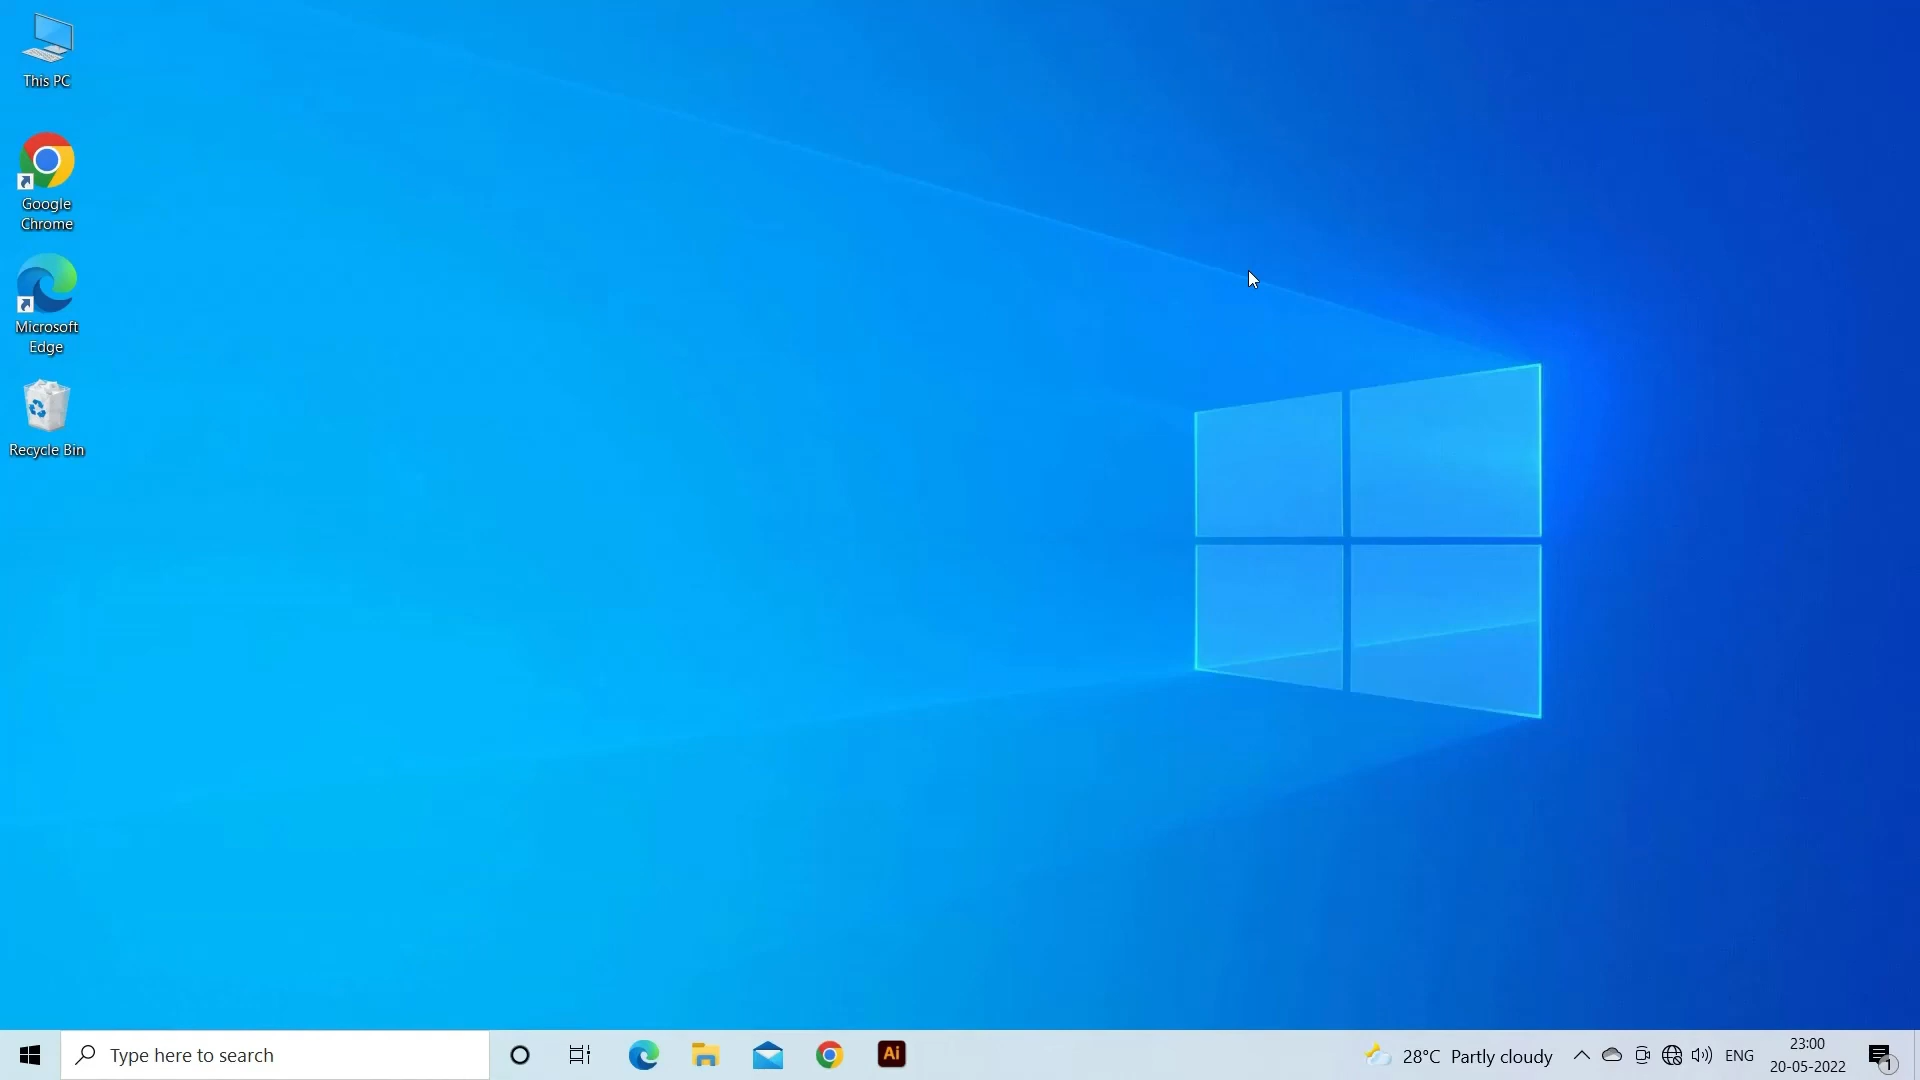 This PC
Google
Chrome
Microsoft
Edge
Recycle Bin
Type here to search
Ai
28°C Partly cloudy
ENG
23:00
20-05-2022
1